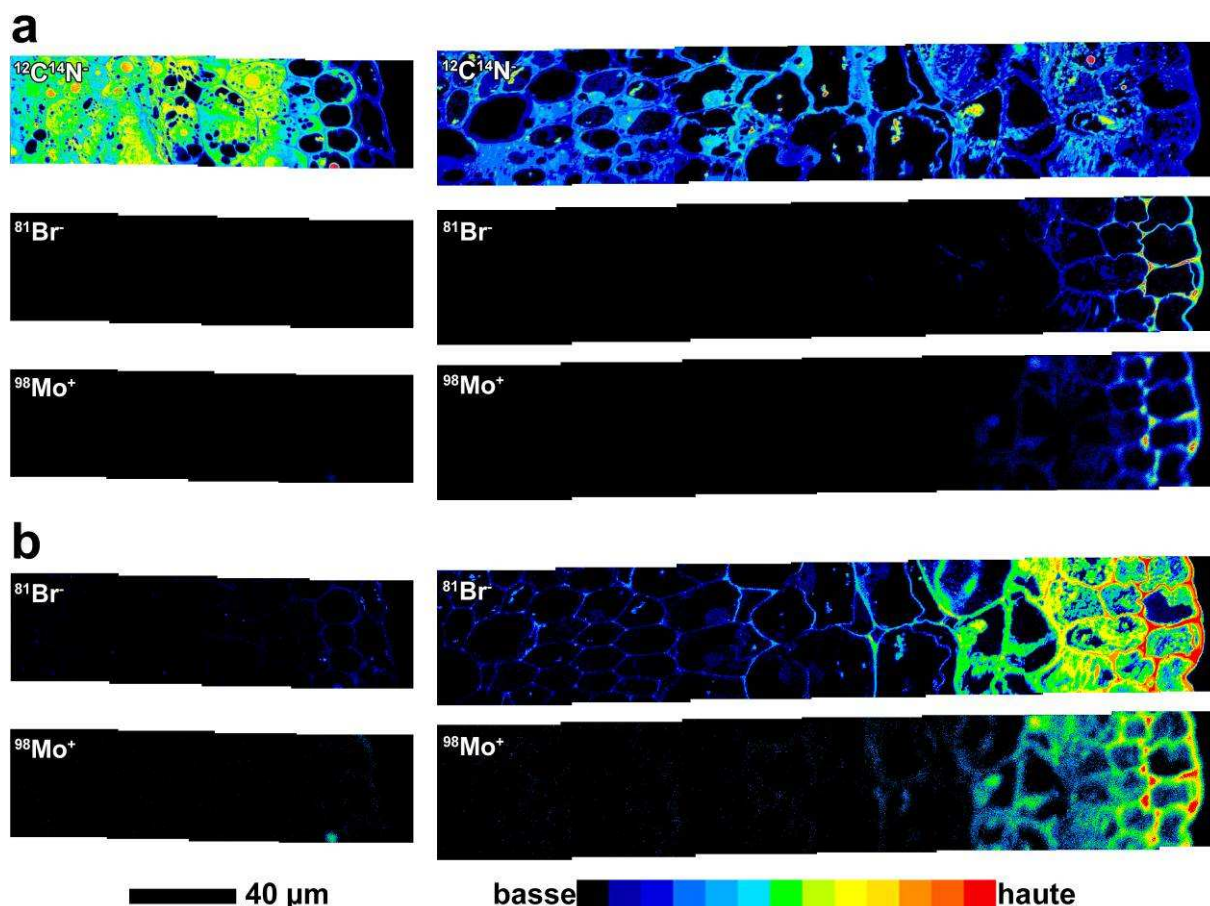 a
¹²C¹⁴N⁻ ¹²C¹⁴N⁻
⁸¹Br⁻ ⁸¹Br⁻
⁹⁸Mo⁺ ⁹⁸Mo⁺
b
⁸¹Br⁻ ⁸¹Br⁻
⁹⁸Mo⁺ ⁹⁸Mo⁺
40 µm basse haute